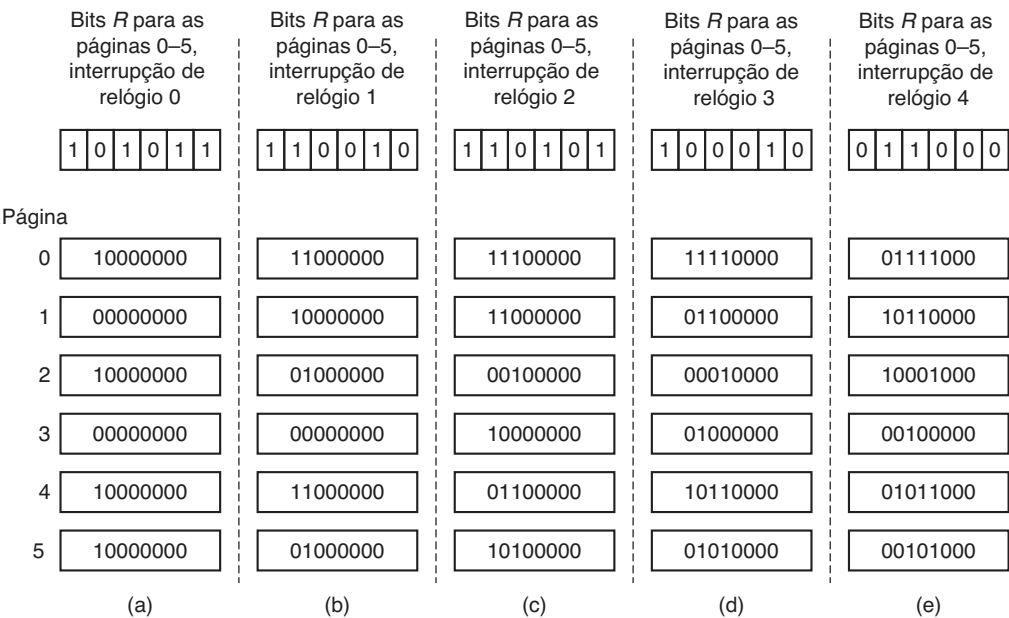 Bits R para as
páginas 0–5,
interrupção de
relógio 0
Bits R para as
páginas 0–5,
interrupção de
relógio 1
Bits R para as
páginas 0–5,
interrupção de
relógio 2
Bits R para as
páginas 0–5,
interrupção de
relógio 3
Bits R para as
páginas 0–5,
interrupção de
relógio 4
1 0 1 0 1 1
1 1 0 0 1 0
1 1 0 1 0 1
1 0 0 0 1 0
0 1 1 0 0 0
Página
0 10000000 11000000 11100000 11110000 01111000
1 00000000 10000000 11000000 01100000 10110000
2 10000000 01000000 00100000 00010000 10001000
3 00000000 00000000 10000000 01000000 00100000
4 10000000 11000000 01100000 10110000 01011000
5 10000000 01000000 10100000 01010000 00101000
(a) (b) (c) (d) (e)